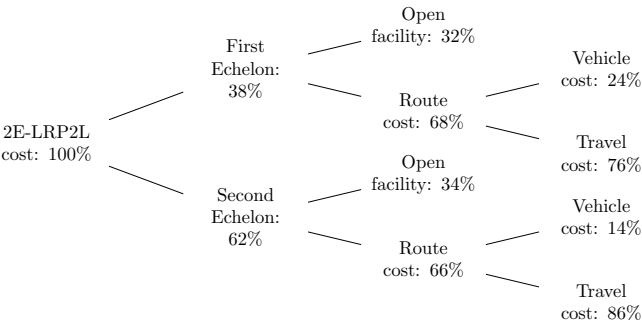 2E-LRP2L
cost: 100%
First
Echelon:
38%
Open
facility: 32%
Route
cost: 68%
Vehicle
cost: 24%
Travel
cost: 76%
Second
Echelon:
62%
Open
facility: 34%
Route
cost: 66%
Vehicle
cost: 14%
Travel
cost: 86%